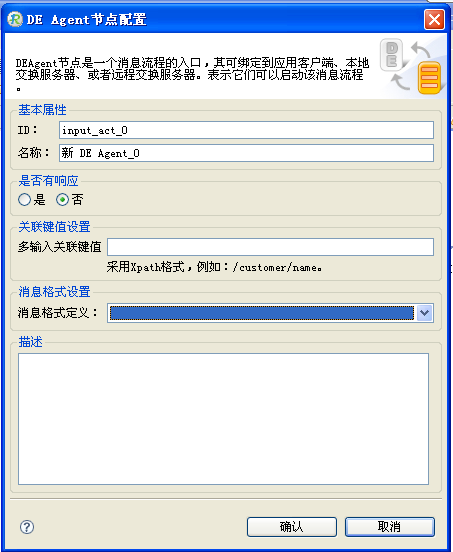 DE Agent节点配置
DEAgent节点是一个消息流程的入口，其可绑定到应用客户端、本地
交换服务器、或者远程交换服务器。表示它们可以启动该消息流程
。
DE
基本属性
ID： input_act_0
名称： 新 DE Agent_0
是否有响应
是 否
关联键值设置
多输入关联键值
采用Xpath格式，例如：/customer/name。
消息格式设置
消息格式定义：
描述
确认 取消